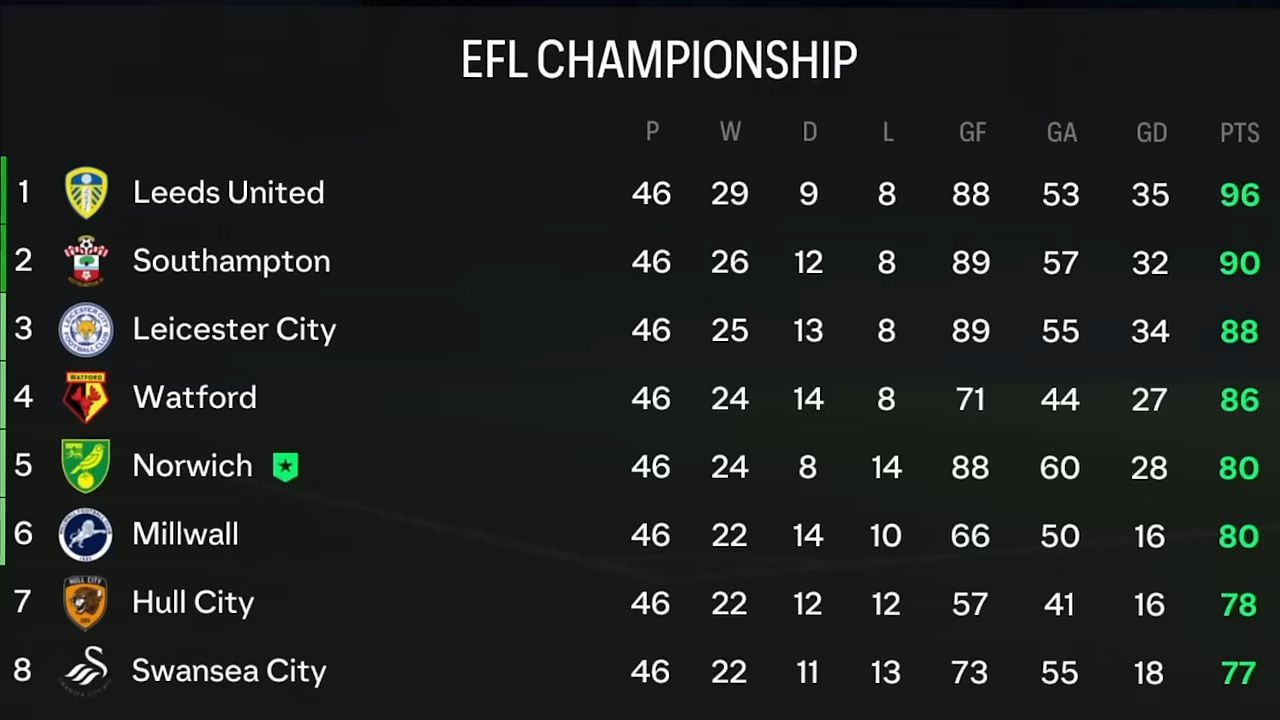 EFL CHAMPIONSHIP
P W D L GF GA GD PTS
1 Leeds United 46 29 9 8 88 53 35 96
2 Southampton 46 26 12 8 89 57 32 90
3 Leicester City 46 25 13 8 89 55 34 88
4 WATFORD Watford 46 24 14 8 71 44 27 86
5 Norwich 46 24 8 14 88 60 28 80
6 Millwall 46 22 14 10 66 50 16 80
7 HULL CITY Hull City 46 22 12 12 57 41 16 78
8 Swansea City 46 22 11 13 73 55 18 77